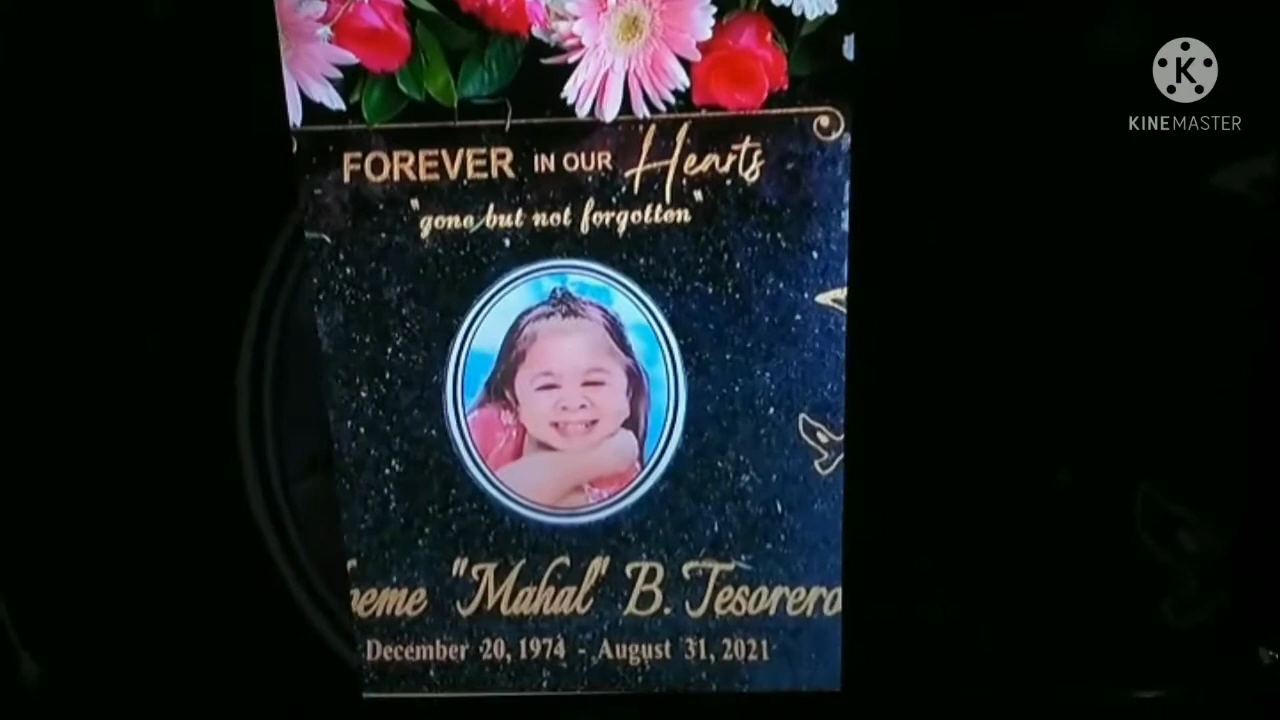 FOREVER IN OUR Hearts
"gone but not forgotten"
"Mahal" B. Tesorero
December 20, 1974 - August 31, 2021
K
KINEMASTER